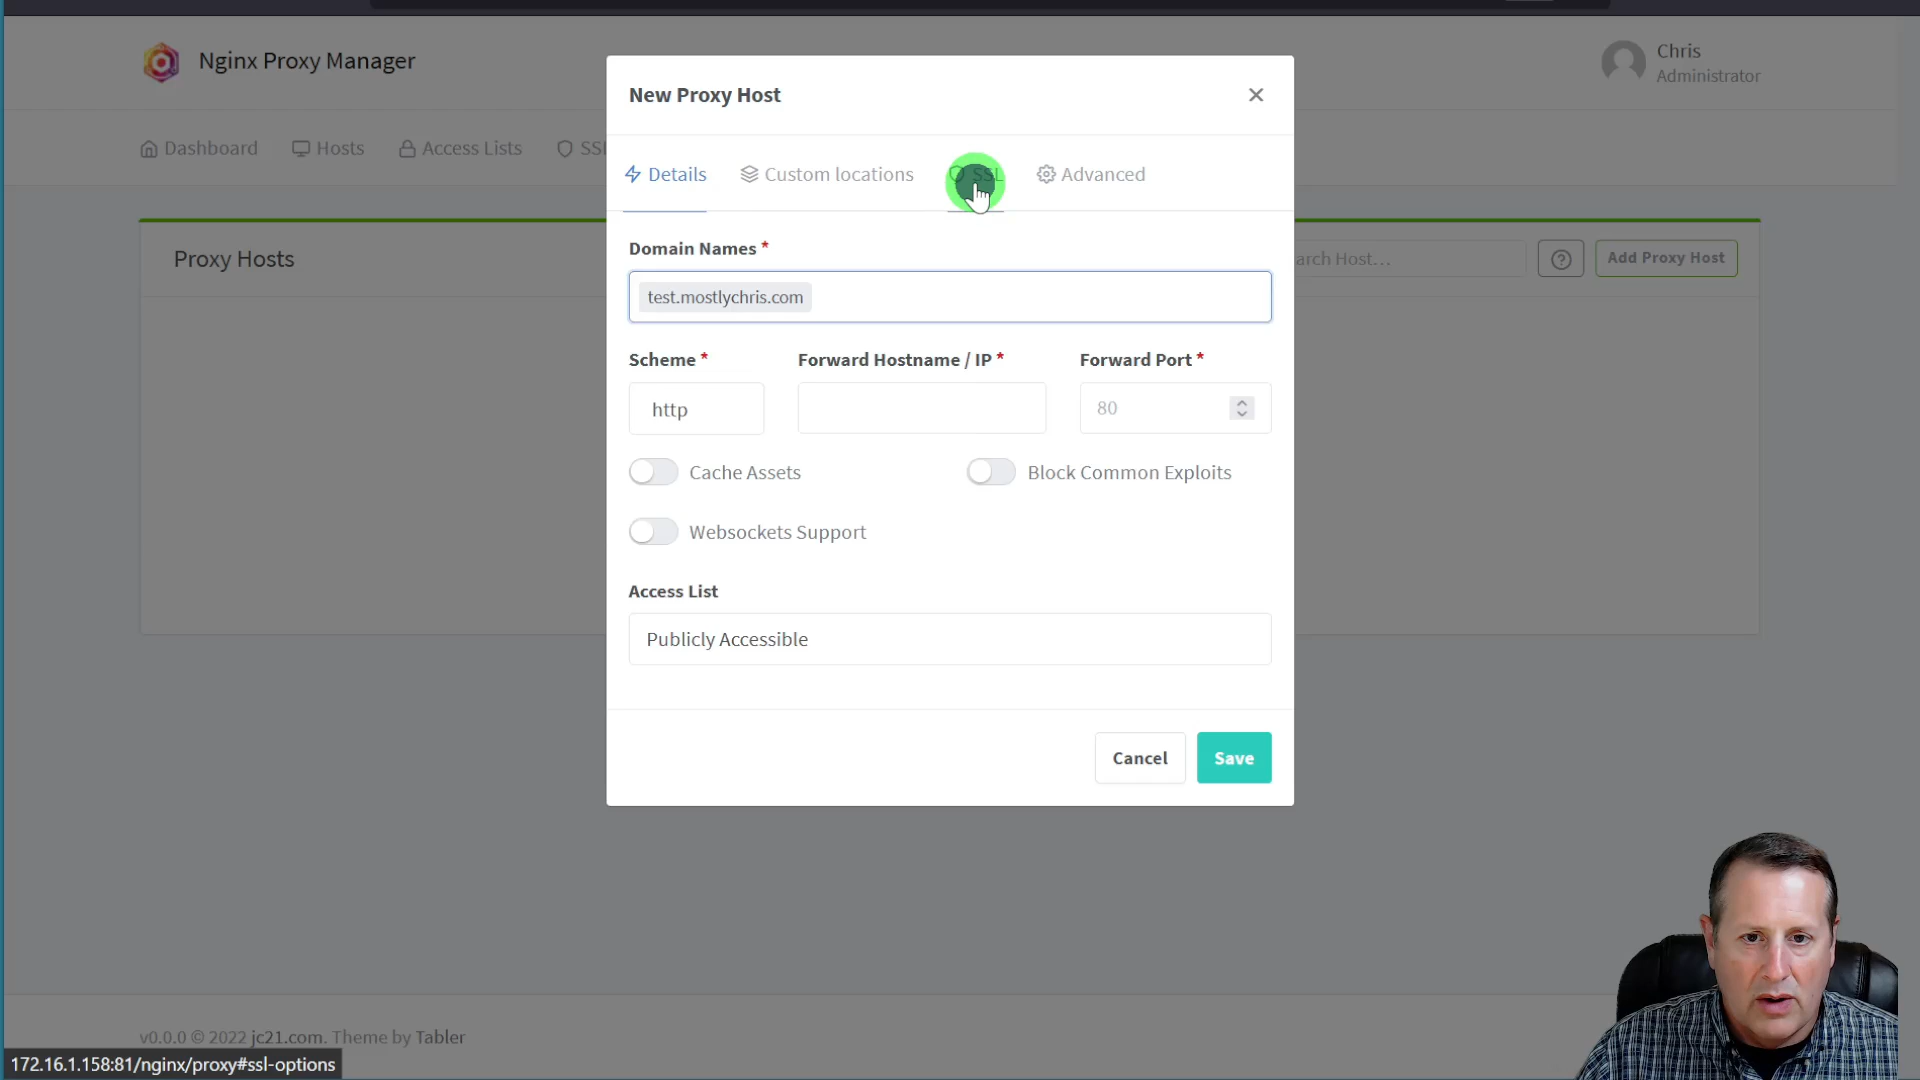 Nginx Proxy Manager
Chris
Administrator
Dashboard
Hosts
Access Lists
SSL
New Proxy Host
Details
Custom locations
SSL
Advanced
Proxy Hosts
arch Host...
Add Proxy Host
Domain Names *
test.mostlychris.com
Scheme *
Forward Hostname / IP *
Forward Port *
http
80
Cache Assets
Block Common Exploits
Websockets Support
Access List
Publicly Accessible
Cancel
Save
v0.0.0 © 2022 jc21.com. Theme by Tabler
172.16.1.158:81/nginx/proxy#ssl-options